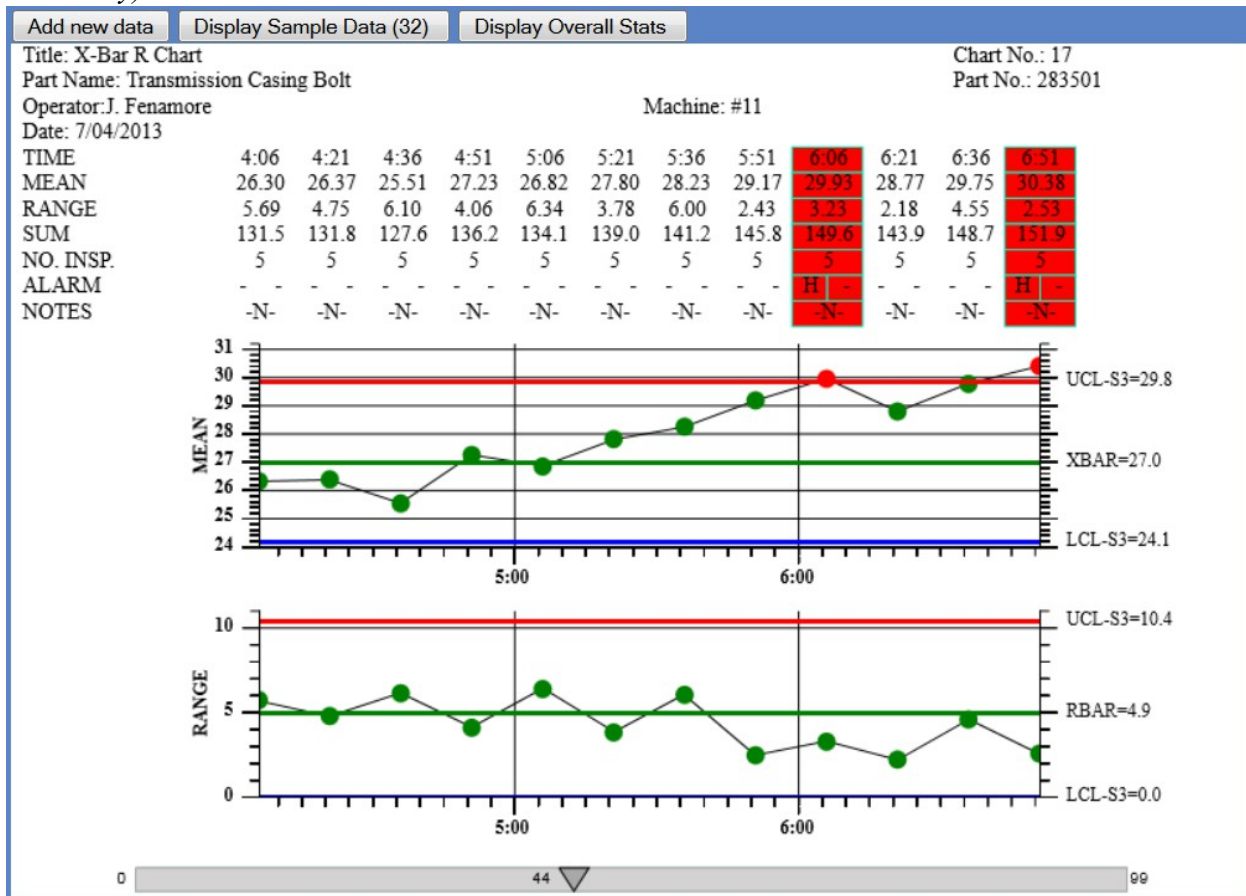 Add new data Display Sample Data (32) Display Overall Stats
Title: X-Bar R Chart Chart No.: 17
Part Name: Transmission Casing Bolt Part No.: 283501
Operator:J. Fenamore Machine: #11
Date: 7/04/2013
TIME 4:06 4:21 4:36 4:51 5:06 5:21 5:36 5:51 6:06 6:21 6:36 6:51
MEAN 26.30 26.37 25.51 27.23 26.82 27.80 28.23 29.17 29.93 28.77 29.75 30.38
RANGE 5.69 4.75 6.10 4.06 6.34 3.78 6.00 2.43 3.23 2.18 4.55 2.53
SUM 131.5 131.8 127.6 136.2 134.1 139.0 141.2 145.8 149.6 143.9 148.7 151.9
NO. INSP. 5 5 5 5 5 5 5 5 5 5 5 5
ALARM - - - - - - - - - - - - - - - - H - - - - - H -
NOTES -N- -N- -N- -N- -N- -N- -N- -N- -N- -N- -N- -N-
31
30 UCL-S3=29.8
29
28
MEAN
27 XBAR=27.0
26
25
24 LCL-S3=24.1
5:00 6:00
10 UCL-S3=10.4
RANGE
5 RBAR=4.9
0 LCL-S3=0.0
5:00 6:00
0 44 99